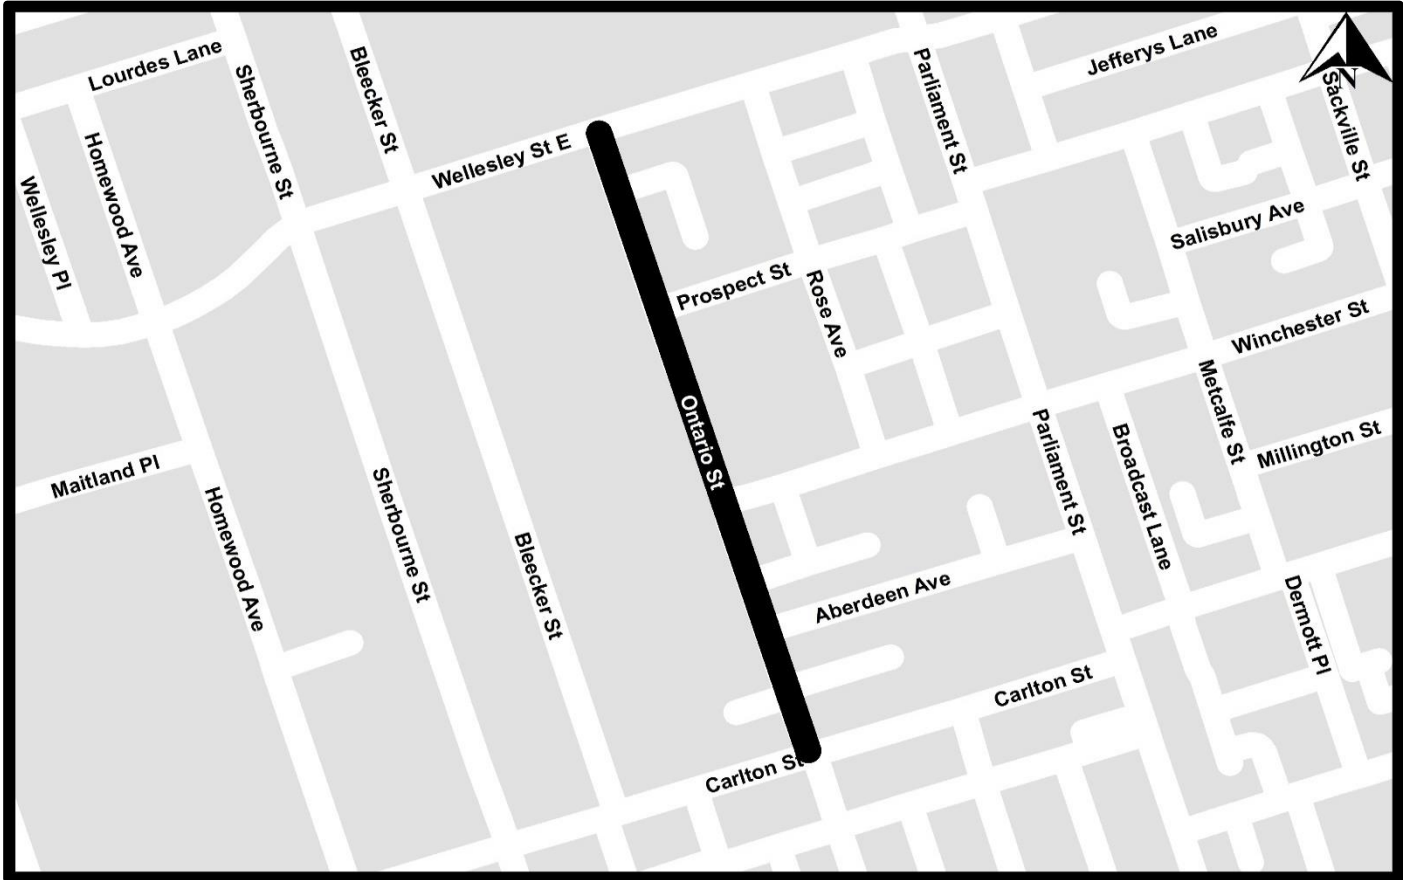 Lourdes Lane
Sherbourne St
Bleecker St
Parliament St
Jefferys Lane
N
Sackville St
Homewood Ave
Wellesley Pl
Wellesley St E
Salisbury Ave
Prospect St
Rose Ave
Winchester St
Metcalfe St
Millington St
Ontario St
Parliament St
Broadcast Lane
Maitland Pl
Homewood Ave
Sherbourne St
Bleecker St
Aberdeen Ave
Dermott Pl
Carlton St
Carlton St